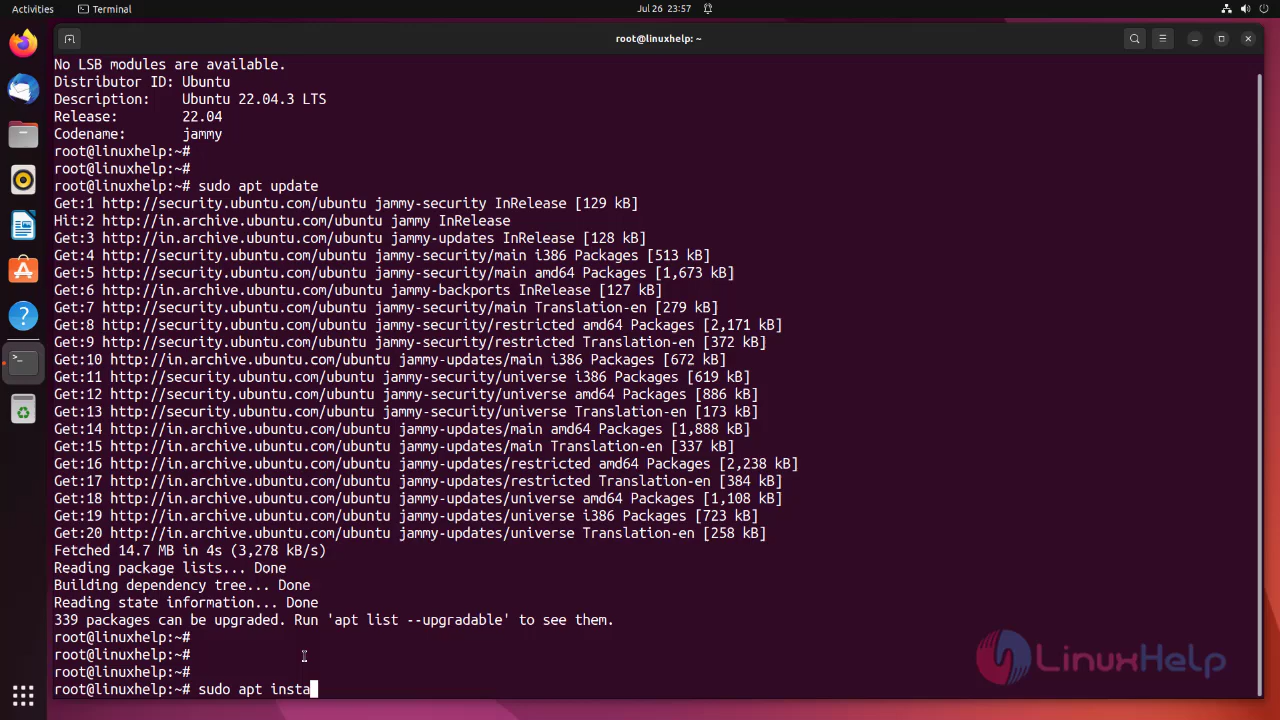 Activities Terminal Jul 26 23:57
root@linuxhelp: ~
No LSB modules are available.
Distributor ID: Ubuntu
Description: Ubuntu 22.04.3 LTS
Release: 22.04
Codename: jammy
root@linuxhelp:~#
root@linuxhelp:~#
root@linuxhelp:~# sudo apt update
Get:1 http://security.ubuntu.com/ubuntu jammy-security InRelease [129 kB]
Hit:2 http://in.archive.ubuntu.com/ubuntu jammy InRelease
Get:3 http://in.archive.ubuntu.com/ubuntu jammy-updates InRelease [128 kB]
Get:4 http://security.ubuntu.com/ubuntu jammy-security/main i386 Packages [513 kB]
Get:5 http://security.ubuntu.com/ubuntu jammy-security/main amd64 Packages [1,673 kB]
Get:6 http://in.archive.ubuntu.com/ubuntu jammy-backports InRelease [127 kB]
Get:7 http://security.ubuntu.com/ubuntu jammy-security/main Translation-en [279 kB]
Get:8 http://security.ubuntu.com/ubuntu jammy-security/restricted amd64 Packages [2,171 kB]
Get:9 http://security.ubuntu.com/ubuntu jammy-security/restricted Translation-en [372 kB]
Get:10 http://in.archive.ubuntu.com/ubuntu jammy-updates/main i386 Packages [672 kB]
Get:11 http://security.ubuntu.com/ubuntu jammy-security/universe i386 Packages [619 kB]
Get:12 http://security.ubuntu.com/ubuntu jammy-security/universe amd64 Packages [886 kB]
Get:13 http://security.ubuntu.com/ubuntu jammy-security/universe Translation-en [173 kB]
Get:14 http://in.archive.ubuntu.com/ubuntu jammy-updates/main amd64 Packages [1,888 kB]
Get:15 http://in.archive.ubuntu.com/ubuntu jammy-updates/main Translation-en [337 kB]
Get:16 http://in.archive.ubuntu.com/ubuntu jammy-updates/restricted amd64 Packages [2,238 kB]
Get:17 http://in.archive.ubuntu.com/ubuntu jammy-updates/restricted Translation-en [384 kB]
Get:18 http://in.archive.ubuntu.com/ubuntu jammy-updates/universe amd64 Packages [1,108 kB]
Get:19 http://in.archive.ubuntu.com/ubuntu jammy-updates/universe i386 Packages [723 kB]
Get:20 http://in.archive.ubuntu.com/ubuntu jammy-updates/universe Translation-en [258 kB]
Fetched 14.7 MB in 4s (3,278 kB/s)
Reading package lists... Done
Building dependency tree... Done
Reading state information... Done
339 packages can be upgraded. Run 'apt list --upgradable' to see them.
root@linuxhelp:~#
root@linuxhelp:~#
root@linuxhelp:~#
root@linuxhelp:~# sudo apt insta
LinuxHelp